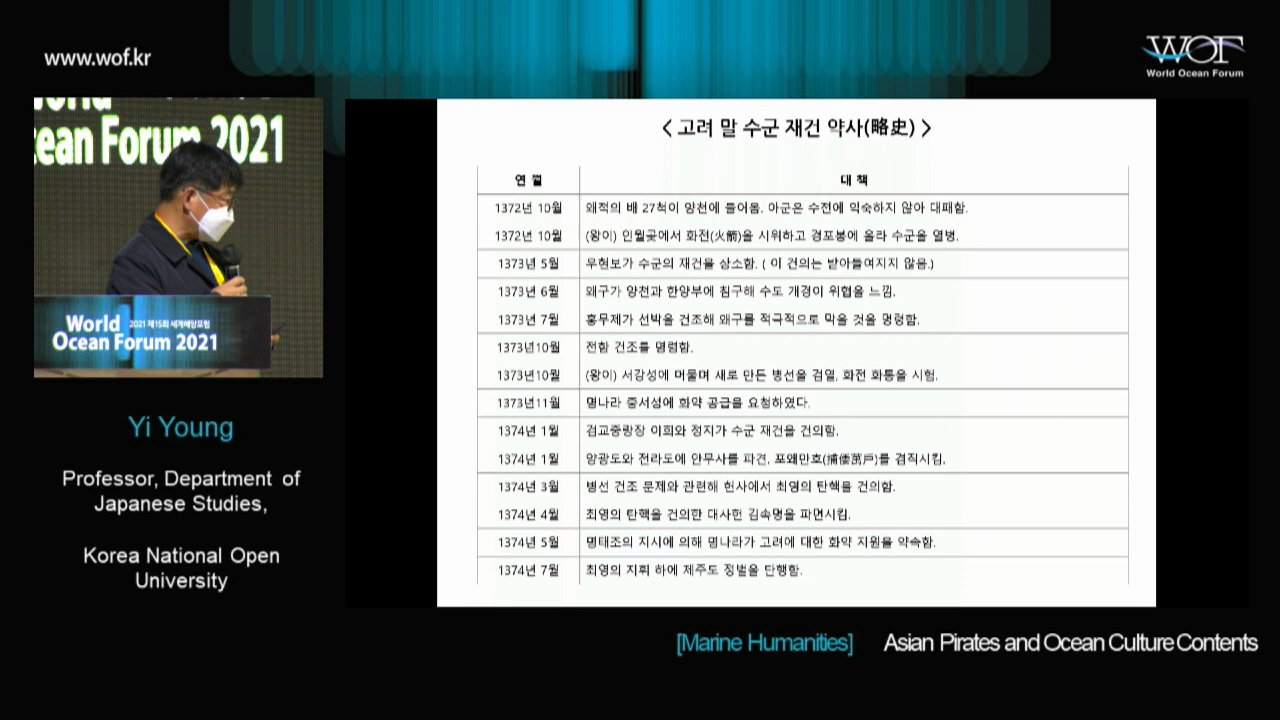 www.wof.kr
WOF
World Ocean Forum
World
cean Forum 2021
World 2021 제15회 세계해양포럼
Ocean Forum 2021
Yi Young
Professor, Department of
Japanese Studies,
Korea National Open
University
< 고려 말 수군 재건 약사(略史) >
연 월 대 책
1372년 10월 왜적의 배 27척이 양천에 들어옴. 아군은 수전에 익숙하지 않아 대패함.
1372년 10월 (왕이) 인월곶에서 화전(火箭)을 시위하고 경포봉에 올라 수군을 열병.
1373년 5월 우현보가 수군의 재건을 상소함. ( 이 건의는 받아들여지지 않음.)
1373년 6월 왜구가 양천과 한양부에 침구해 수도 개경이 위협을 느낌.
1373년 7월 홍무제가 선박을 건조해 왜구를 적극적으로 막을 것을 명령함.
1373년10월 전함 건조를 명령함.
1373년10월 (왕이) 서강성에 머물며 새로 만든 병선을 검열, 화전 화통을 시험.
1373년11월 명나라 중서성에 화약 공급을 요청하였다.
1374년 1월 검교중랑장 이희와 정지가 수군 재건을 건의함.
1374년 1월 양광도와 전라도에 안무사를 파견, 포왜만호(捕倭萬戶)를 겸직시킴.
1374년 3월 병선 건조 문제와 관련해 헌사에서 최영의 탄핵을 건의함.
1374년 4월 최영의 탄핵을 건의한 대사헌 김속명을 파면시킴.
1374년 5월 명태조의 지시에 의해 명나라가 고려에 대한 화약 지원을 약속함.
1374년 7월 최영의 지휘 하에 제주도 정벌을 단행함.
[Marine Humanities] Asian Pirates and Ocean Culture Contents